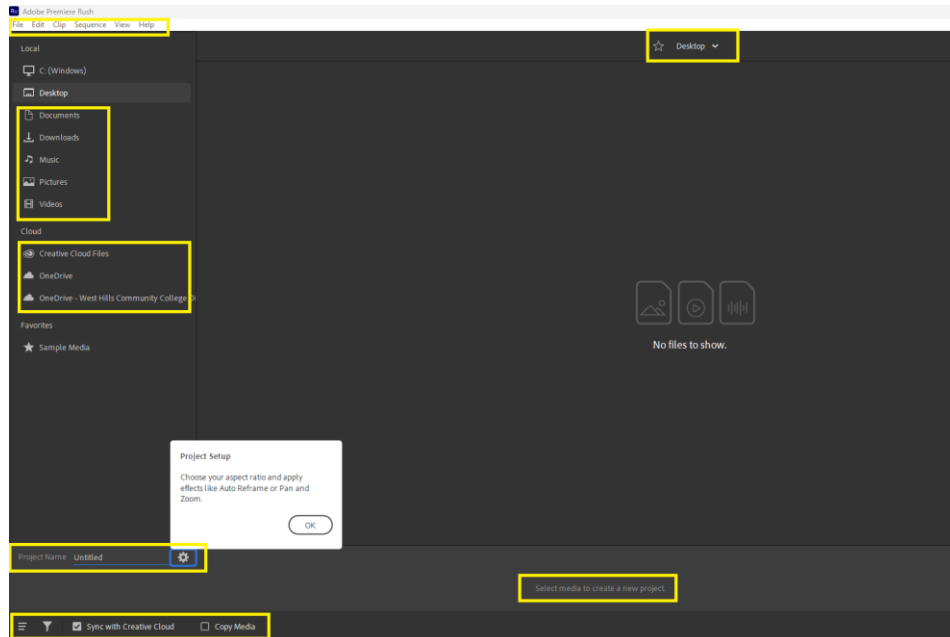 Ru Adobe Premiere Rush
File Edit Clip Sequence View Help
Local
C: (Windows)
Desktop
Documents
Downloads
Music
Pictures
Videos
Cloud
Creative Cloud Files
OneDrive
OneDrive - West Hills Community College
Favorites
Sample Media
Desktop
No files to show.
Project Setup
Choose your aspect ratio and apply
effects like Auto Reframe or Pan and
Zoom.
OK
Project Name Untitled
Select media to create a new project.
Sync with Creative Cloud Copy Media